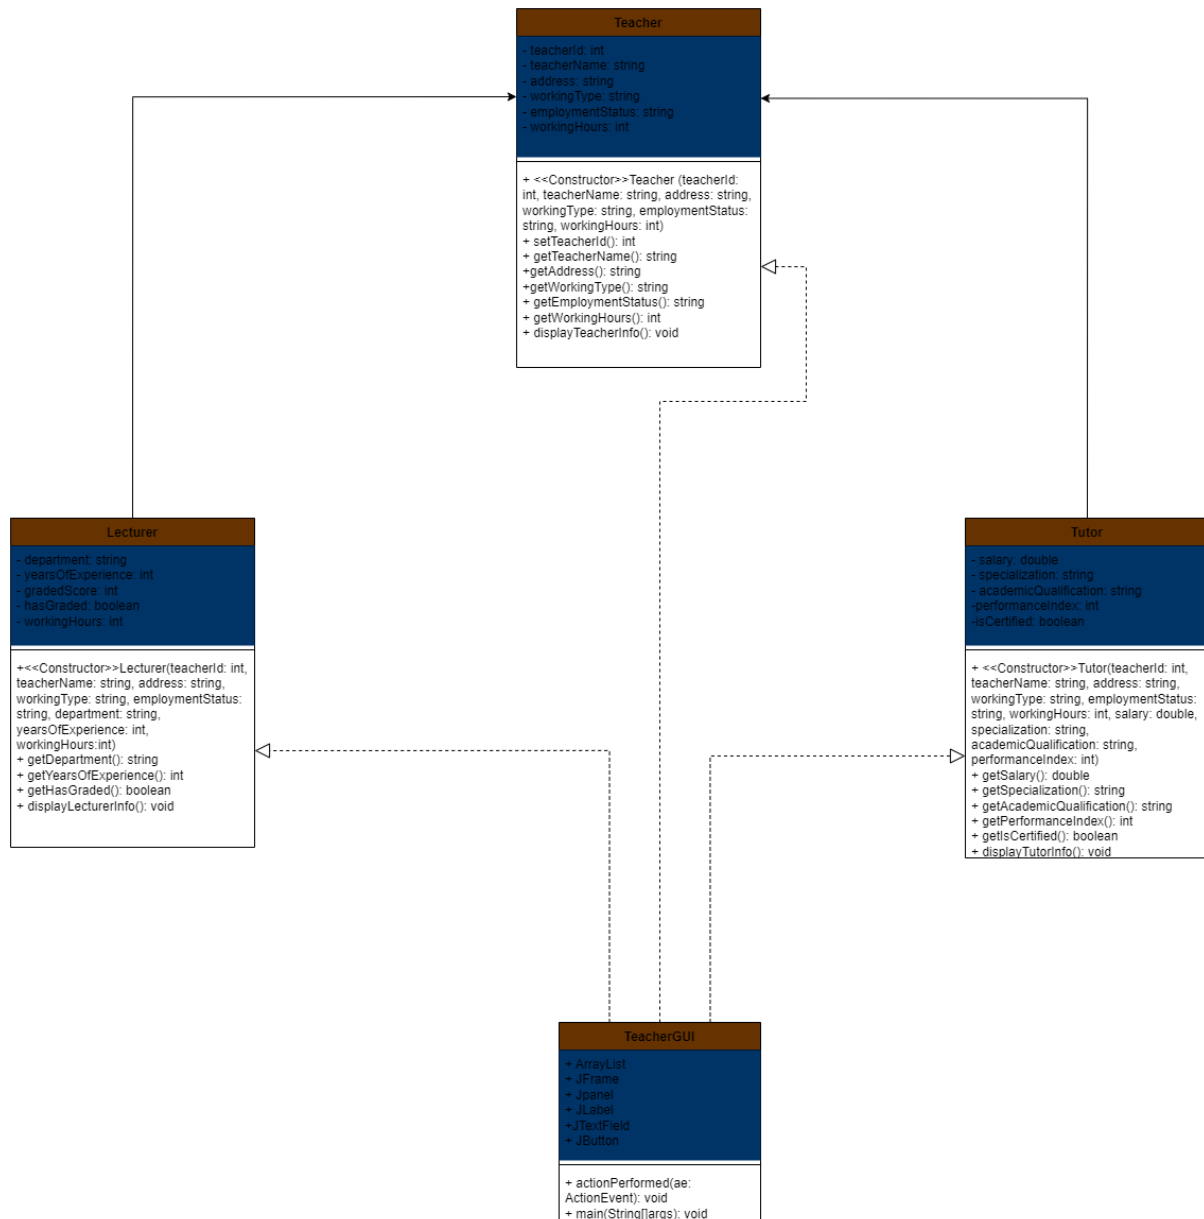 Teacher
- teacherId: int
- teacherName: string
- address: string
- workingType: string
- employmentStatus: string
- workingHours: int
+ <<Constructor>>Teacher (teacherId:
int, teacherName: string, address: string,
workingType: string, employmentStatus:
string, workingHours: int)
+ setTeacherId(): int
+ getTeacherName(): string
+getAddress(): string
+getWorkingType(): string
+ getEmploymentStatus(): string
+ getWorkingHours(): int
+ displayTeacherInfo(): void
Lecturer
- department: string
- yearsOfExperience: int
- gradedScore: int
- hasGraded: boolean
- workingHours: int
+<<Constructor>>Lecturer(teacherId: int,
teacherName: string, address: string,
workingType: string, employmentStatus:
string, department: string,
yearsOfExperience: int,
workingHours:int)
+ getDepartment(): string
+ getYearsOfExperience(): int
+ getHasGraded(): boolean
+ displayLecturerInfo(): void
Tutor
- salary: double
- specialization: string
- academicQualification: string
-performanceIndex: int
-isCertified: boolean
+ <<Constructor>>Tutor(teacherId: int,
teacherName: string, address: string,
workingType: string, employmentStatus:
string, workingHours: int, salary: double,
specialization: string,
academicQualification: string,
performanceIndex: int)
+ getSalary(): double
+ getSpecialization(): string
+ getAcademicQualification(): string
+ getPerformanceIndex(): int
+ getIsCertified(): boolean
+ displayTutorInfo(): void
TeacherGUI
+ ArrayList
+ JFrame
+ Jpanel
+ JLabel
+JTextField
+ JButton
+ actionPerformed(ae:
ActionEvent): void
+ main(String[]args): void